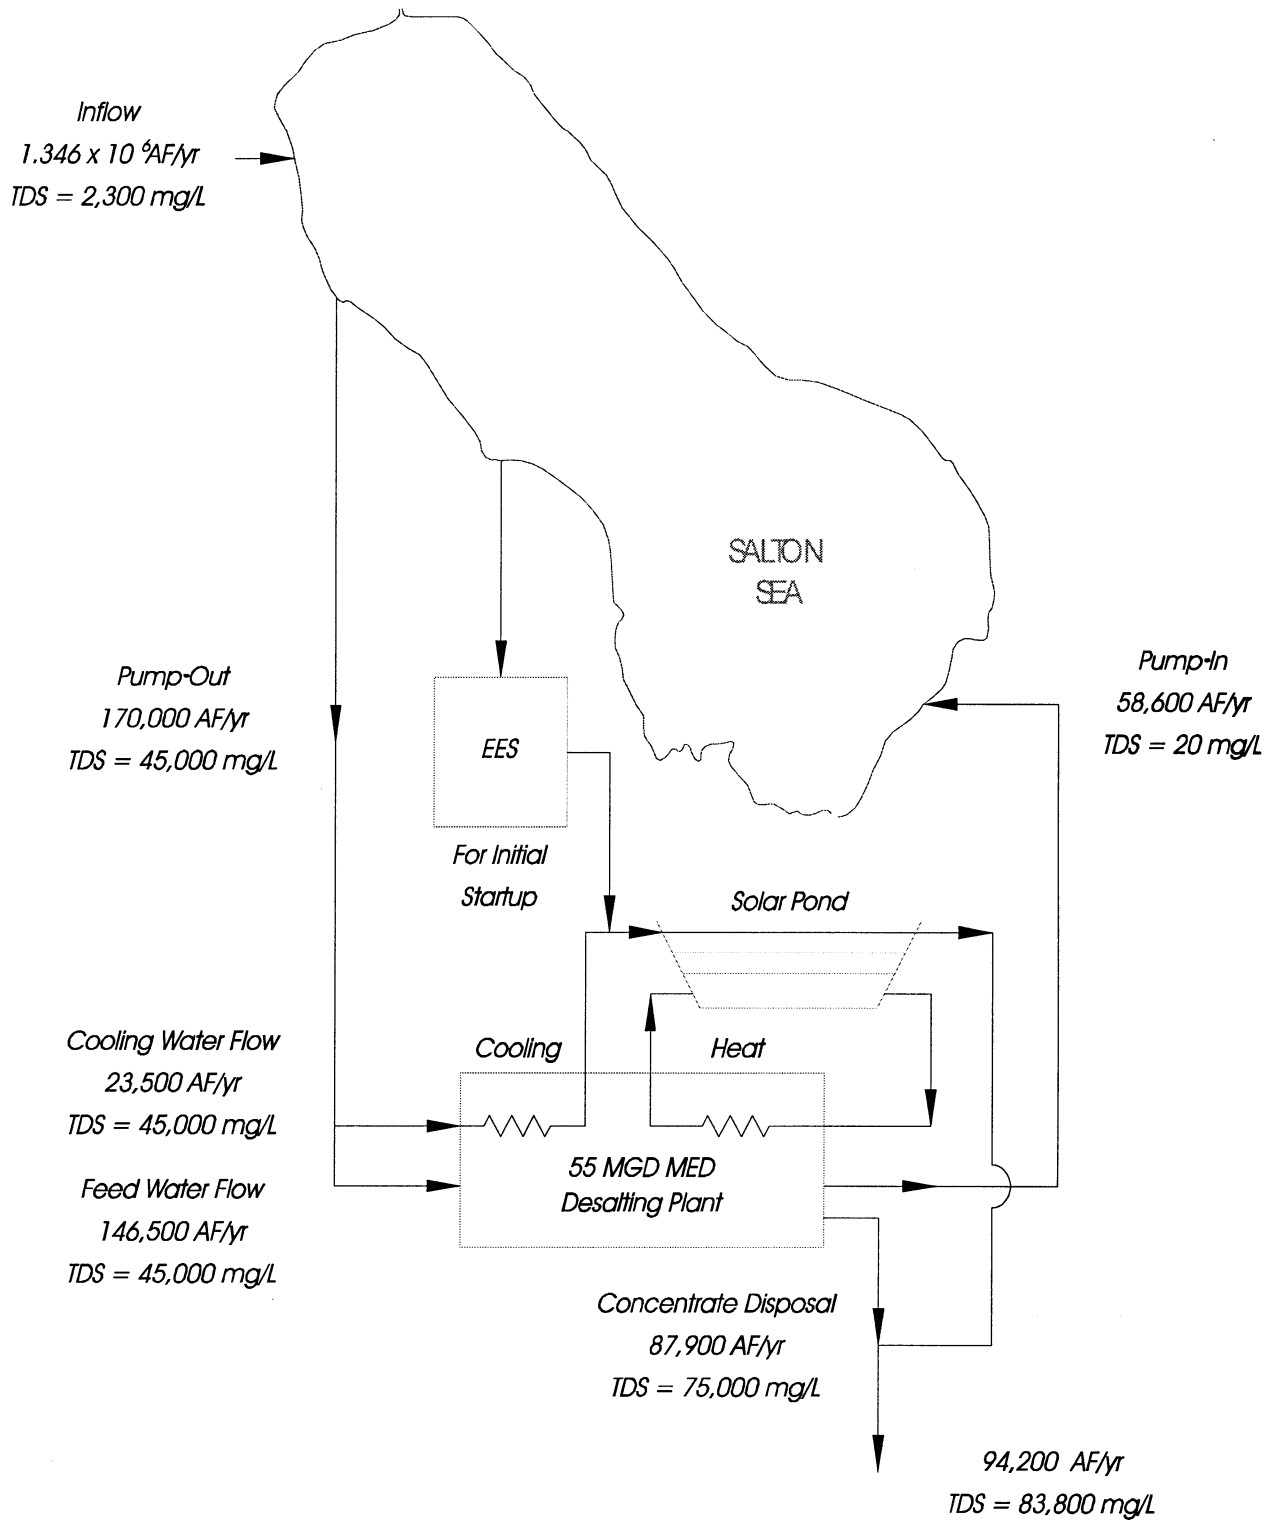 Inflow
1.346 x 10 ⁶AF/yr
TDS = 2,300 mg/L
SALTON
SEA
Pump-Out
170,000 AF/yr
TDS = 45,000 mg/L
EES
For Initial
Startup
Pump-In
58,600 AF/yr
TDS = 20 mg/L
Solar Pond
Cooling Water Flow
23,500 AF/yr
TDS = 45,000 mg/L
Cooling
Heat
55 MGD MED
Desalting Plant
Feed Water Flow
146,500 AF/yr
TDS = 45,000 mg/L
Concentrate Disposal
87,900 AF/yr
TDS = 75,000 mg/L
94,200 AF/yr
TDS = 83,800 mg/L